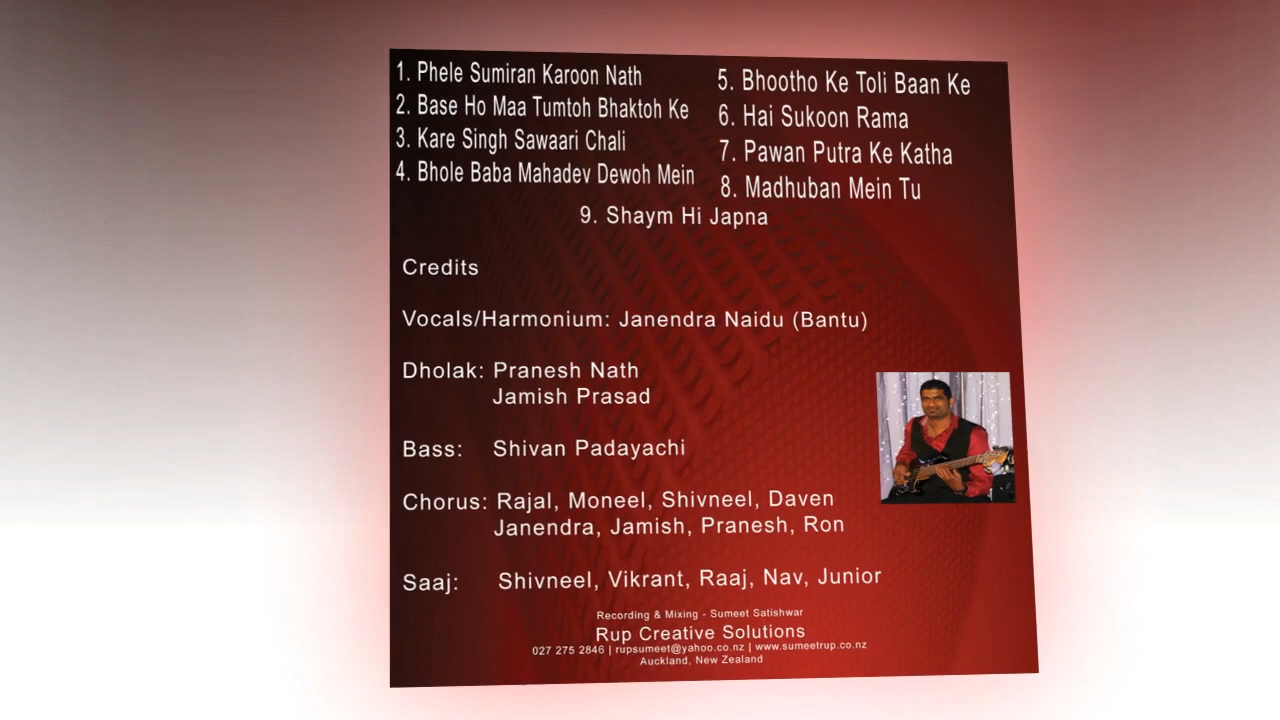 1. Phele Sumiran Karoon Nath
2. Base Ho Maa Tumtoh Bhaktoh Ke
3. Kare Singh Sawaari Chali
4. Bhole Baba Mahadev Dewoh Mein
5. Bhootho Ke Toli Baan Ke
6. Hai Sukoon Rama
7. Pawan Putra Ke Katha
8. Madhuban Mein Tu
9. Shaym Hi Japna
Credits
Vocals/Harmonium: Janendra Naidu (Bantu)
Dholak: Pranesh Nath
Jamish Prasad
Bass: Shivan Padayachi
Chorus: Rajal, Moneel, Shivneel, Daven
Janendra, Jamish, Pranesh, Ron
Saaj: Shivneel, Vikrant, Raaj, Nav, Junior
Recording & Mixing - Sumeet Satishwar
Rup Creative Solutions
027 275 2846 | rupsumeet@yahoo.co.nz | www.sumeetrup.co.nz
Auckland, New Zealand